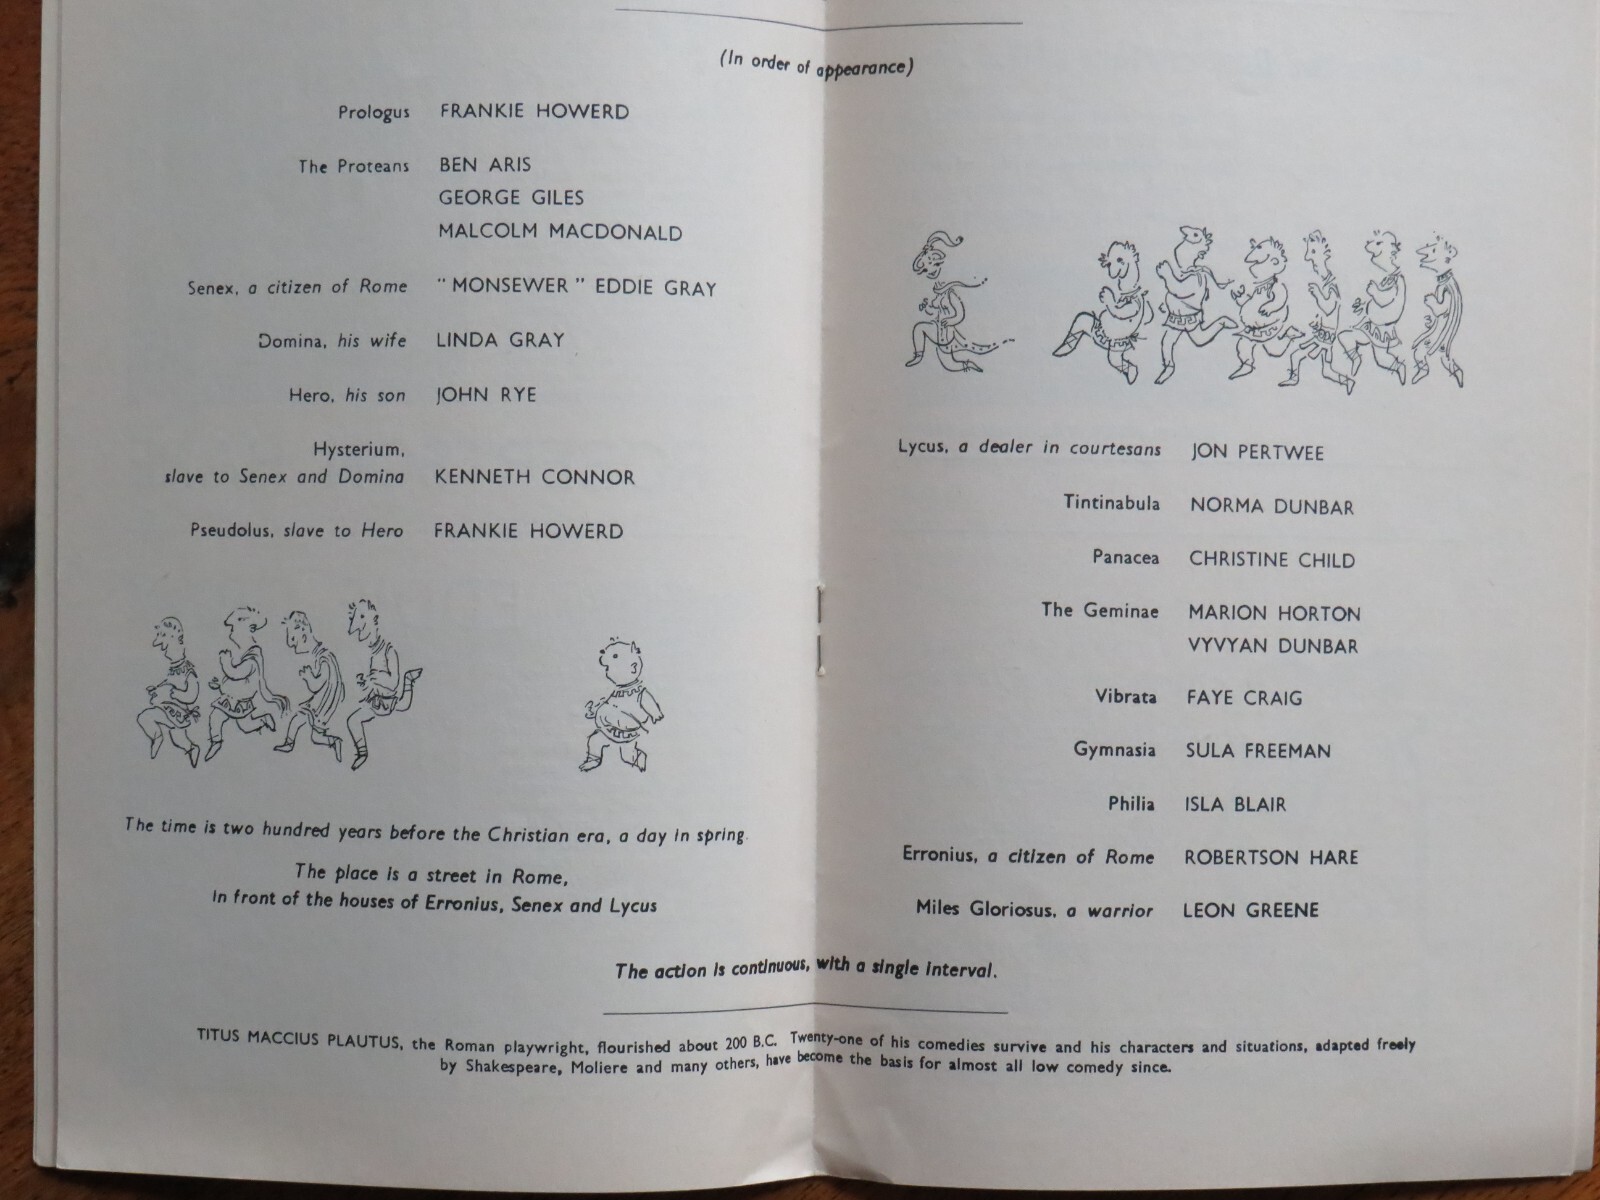 (In order of appearance)
Prologus FRANKIE HOWERD
The Proteans BEN ARIS
GEORGE GILES
MALCOLM MACDONALD
Senex, a citizen of Rome "MONSEWER" EDDIE GRAY
Domina, his wife LINDA GRAY
Hero, his son JOHN RYE
Hysterium,
slave to Senex and Domina KENNETH CONNOR
Pseudolus, slave to Hero FRANKIE HOWERD
The time is two hundred years before the Christian era, a day in spring.
The place is a street in Rome,
in front of the houses of Erronius, Senex and Lycus
Lycus, a dealer in courtesans JON PERTWEE
Tintinabula NORMA DUNBAR
Panacea CHRISTINE CHILD
The Geminae MARION HORTON
VYVYAN DUNBAR
Vibrata FAYE CRAIG
Gymnasia SULA FREEMAN
Philia ISLA BLAIR
Erronius, a citizen of Rome ROBERTSON HARE
Miles Gloriosus, a warrior LEON GREENE
The action is continuous, with a single interval.
TITUS MACCIUS PLAUTUS, the Roman playwright, flourished about 200 B.C. Twenty-one of his comedies survive and his characters and situations, adapted freely
by Shakespeare, Moliere and many others, have become the basis for almost all low comedy since.